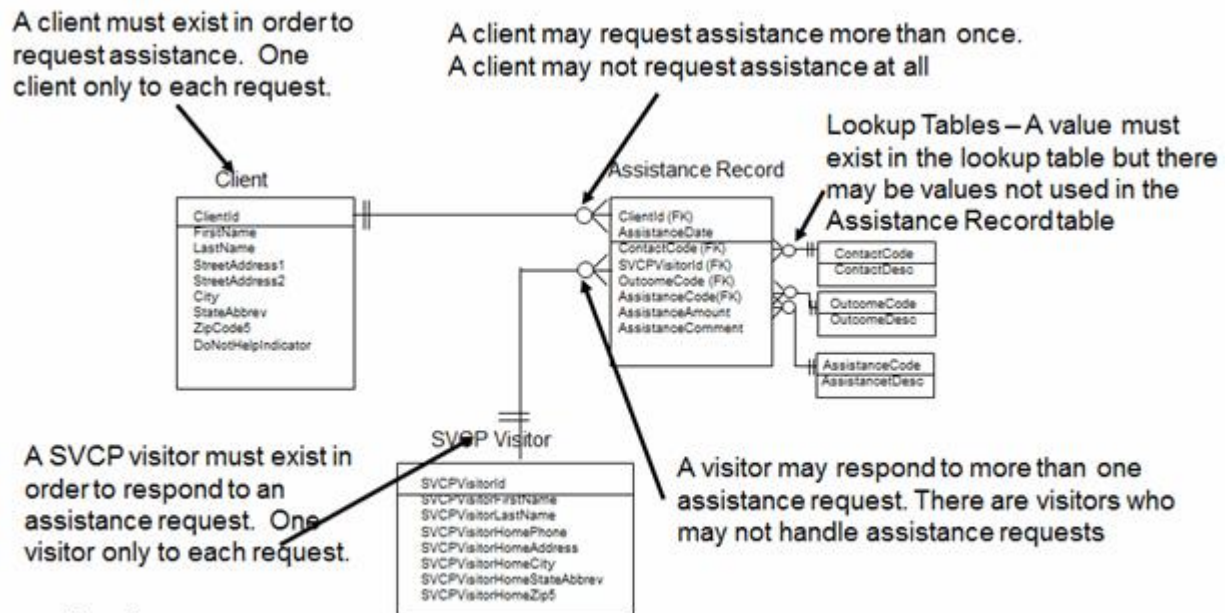 A client must exist in order to
request assistance. One
client only to each request.
A client may request assistance more than once.
A client may not request assistance at all
Lookup Tables – A value must
exist in the lookup table but there
may be values not used in the
Assistance Record table
Client
ClientId
FirstName
LastName
StreetAddress1
StreetAddress2
City
StateAbbrev
ZipCode5
DoNotHelpIndicator
Assistance Record
ClientId (FK)
AssistanceDate
ContactCode (FK)
SVCPVisitorId (FK)
OutcomeCode (FK)
AssistanceCode(FK)
AssistanceAmount
AssistanceComment
ContactCode
ContactDesc
OutcomeCode
OutcomeDesc
AssistanceCode
AssistancetDesc
A SVCP visitor must exist in
order to respond to an
assistance request. One
visitor only to each request.
SVCP Visitor
SVCPVisitorId
SVCPVisitorFirstName
SVCPVisitorLastName
SVCPVisitorHomePhone
SVCPVisitorHomeAddress
SVCPVisitorHomeCity
SVCPVisitorHomeStateAbbrev
SVCPVisitorHomeZip5
A visitor may respond to more than one
assistance request. There are visitors who
may not handle assistance requests